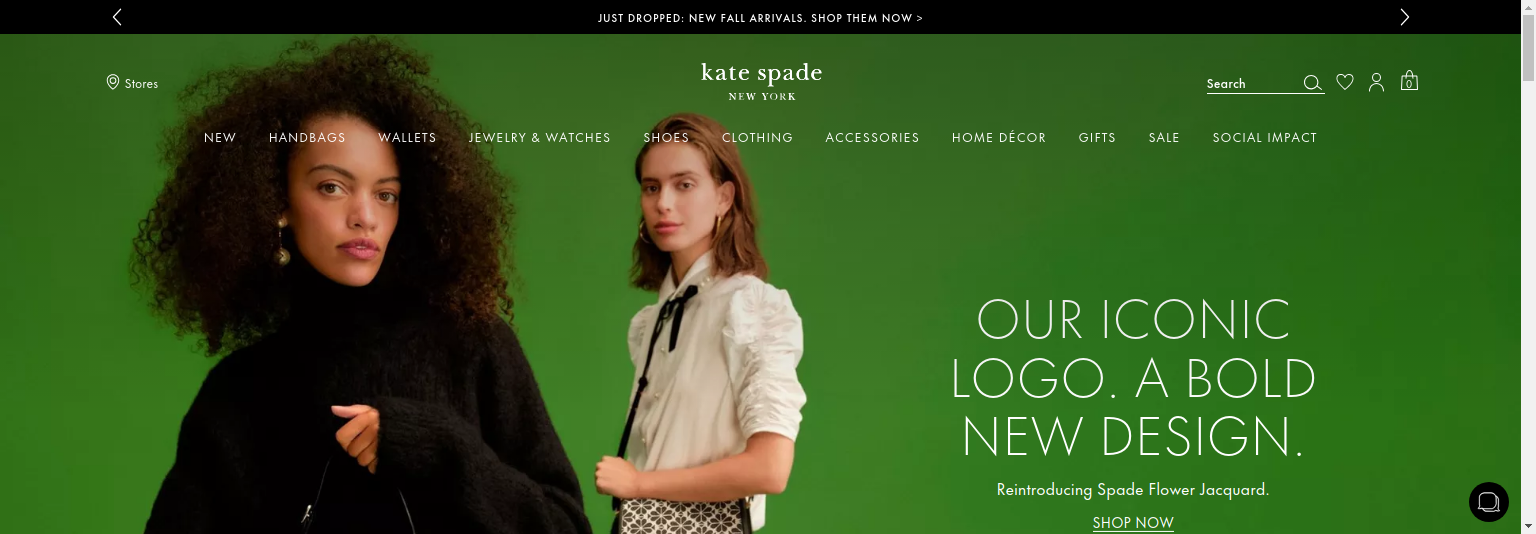 JUST DROPPED: NEW FALL ARRIVALS. SHOP THEM NOW >
Stores
kate spade
NEW YORK
Search
0
NEW HANDBAGS WALLETS JEWELRY & WATCHES SHOES CLOTHING ACCESSORIES HOME DÉCOR GIFTS SALE SOCIAL IMPACT
OUR ICONIC
LOGO. A BOLD
NEW DESIGN.
Reintroducing Spade Flower Jacquard.
SHOP NOW